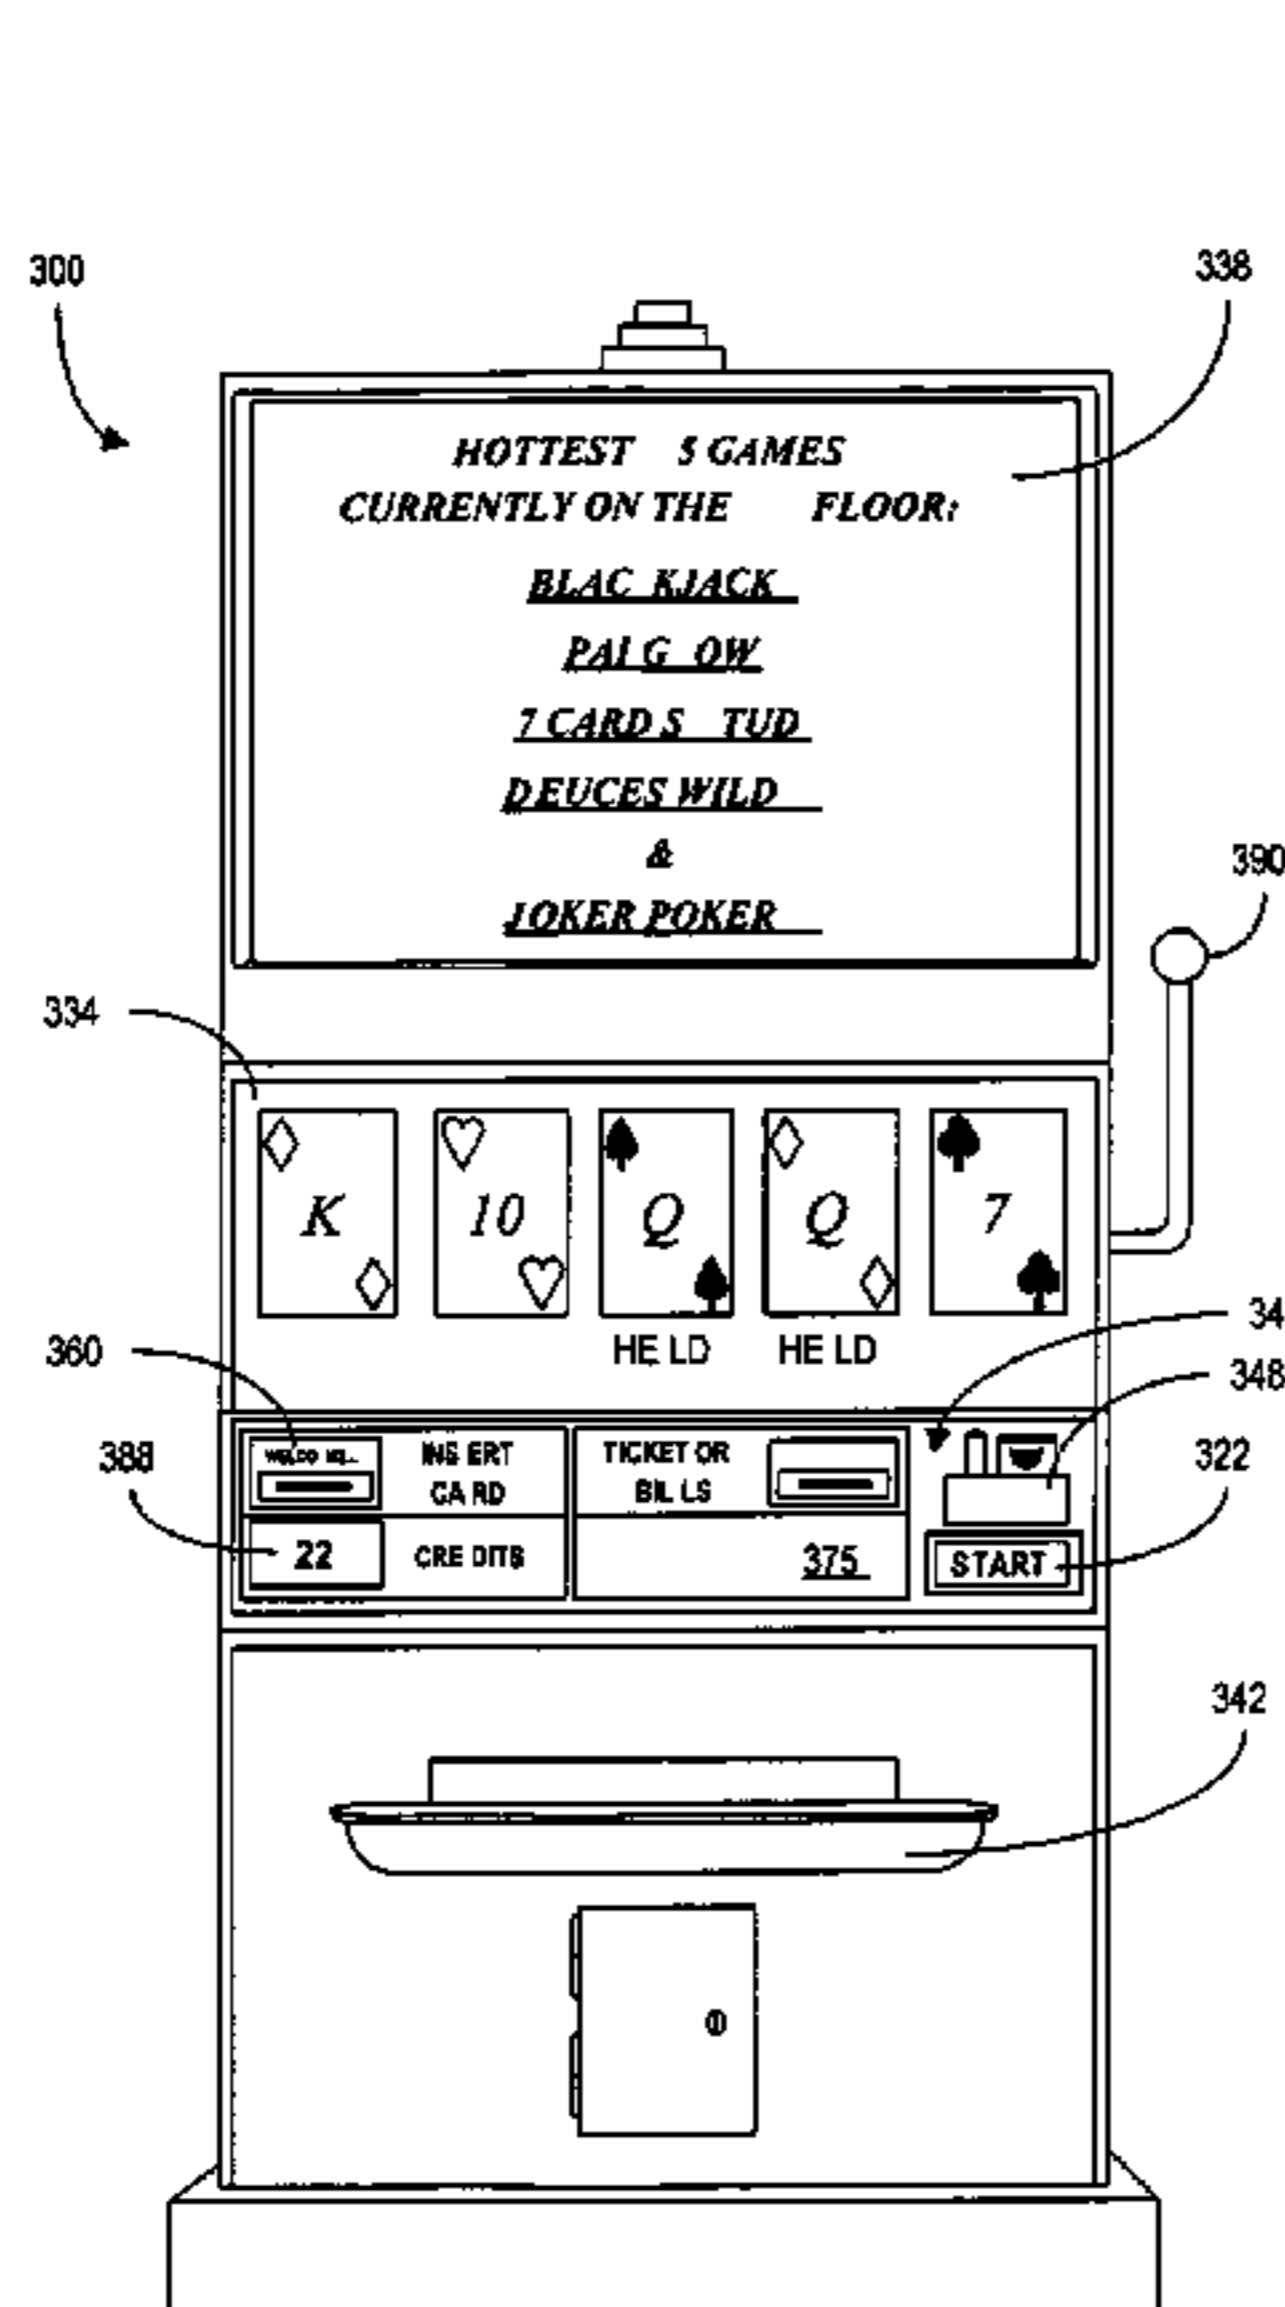 300
338
HOTTEST 5 GAMES
CURRENTLY ON THE FLOOR:
BLAC KJACK
PAI G OW
7 CARD S TUD
DEUCES WILD
&
JOKER POKER
390
334
K 10 Q Q 7
HE LD HE LD
34
360
348
388
322
INS ERT
CA RD
TICKET OR
BIL LS
22
CRE DITS
375
START
342